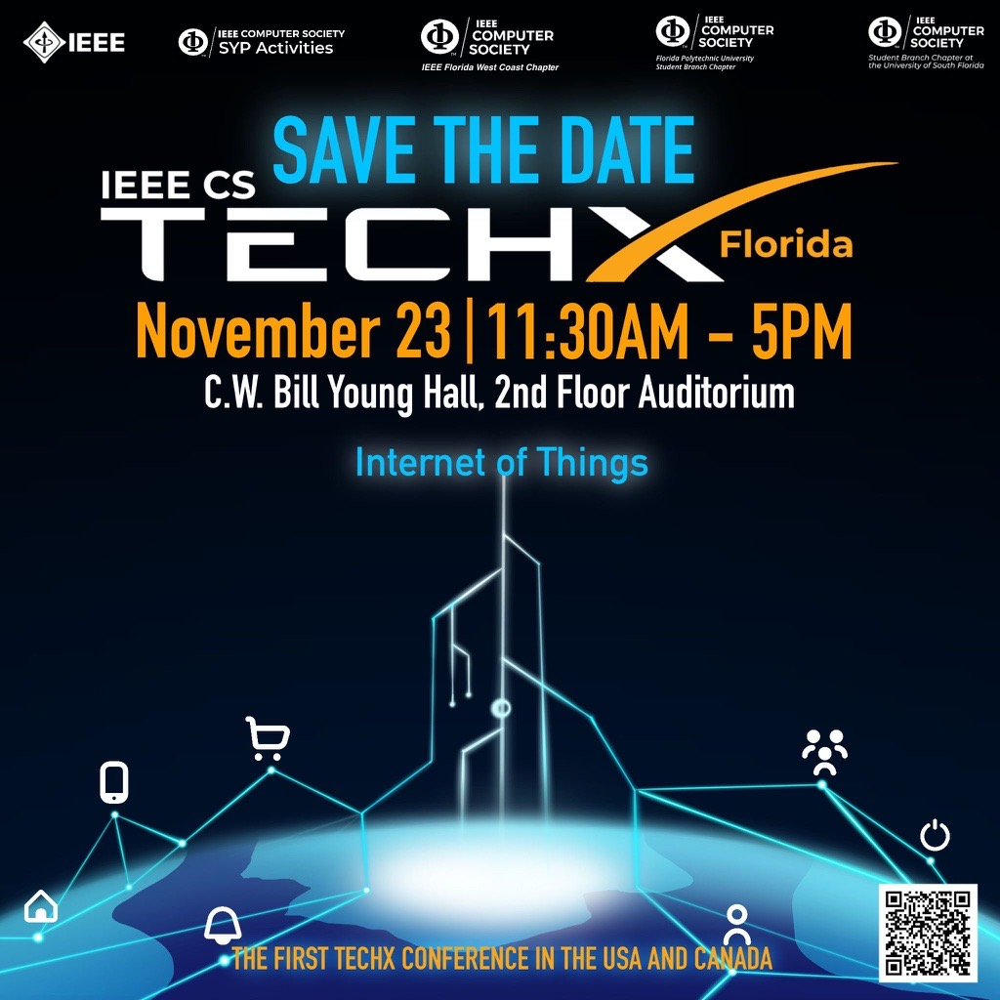 IEEE
IEEE COMPUTER SOCIETY
SYP Activities
IEEE
COMPUTER
SOCIETY
IEEE Florida West Coast Chapter
IEEE
COMPUTER
SOCIETY
Florida Polytechnic University
Student Branch Chapter
IEEE
COMPUTER
SOCIETY
Student Branch Chapter at
the University of South Florida
SAVE THE DATE
IEEE CS
TECHX
Florida
November 23|11:30AM – 5PM
C.W. Bill Young Hall, 2nd Floor Auditorium
Internet of Things
THE FIRST TECHX CONFERENCE IN THE USA AND CANADA